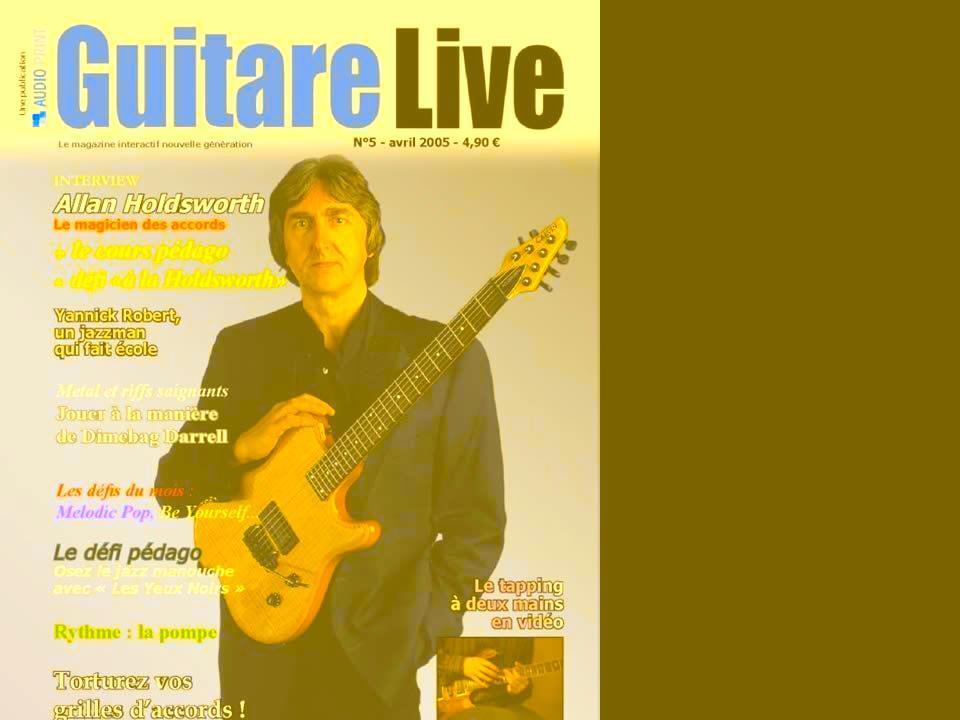 Une publication
AUDIO PRINT
Guitare Live
Le magazine interactif nouvelle génération
N°5 - avril 2005 - 4,90 €
INTERVIEW
Allan Holdsworth
Le magicien des accords
+ le cours pédago
+ défi «à la Holdsworth»
Yannick Robert,
un jazzman
qui fait école
Metal et riffs saignants
Jouer à la manière
de Dimebag Darrell
Les défis du mois :
Melodic Pop, Be Yourself...
Le défi pédago
Osez le jazz manouche
avec « Les Yeux Noirs »
Rythme : la pompe
Le tapping
à deux mains
en vidéo
Torturez vos
grilles d'accords !